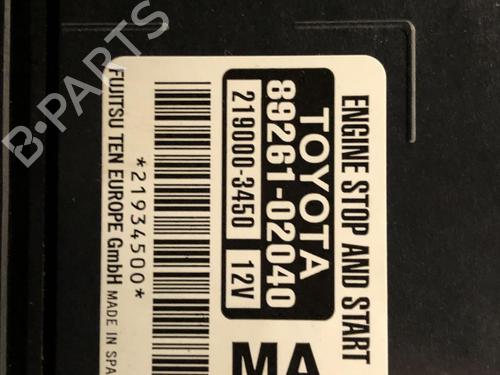 ENGINE STOP AND START
TOYOTA
89261-02040
219000-3450 12V
MA
*21934500*
FUJITSU TEN EUROPE GmbH MADE IN SPA
B-PARTS